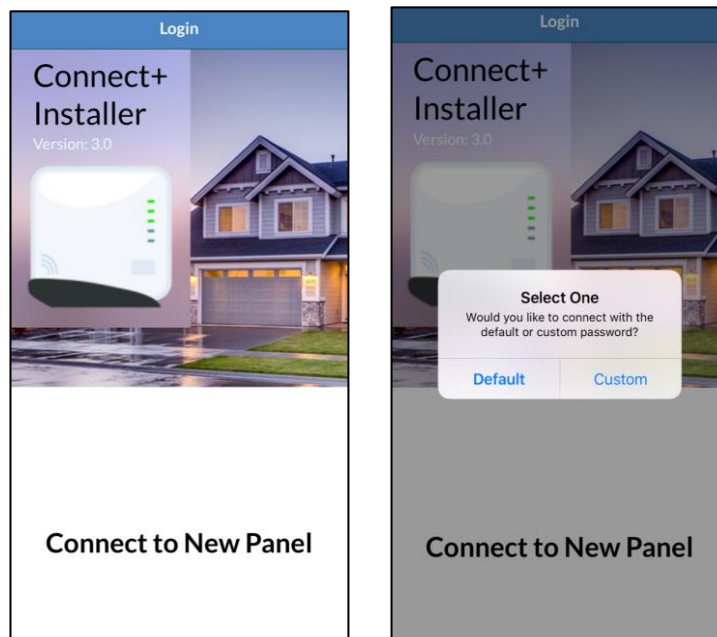 Login
Connect+
Installer
Version: 3.0
Connect to New Panel
Login
Connect+
Installer
Version: 3.0
Select One
Would you like to connect with the
default or custom password?
Default
Custom
Connect to New Panel